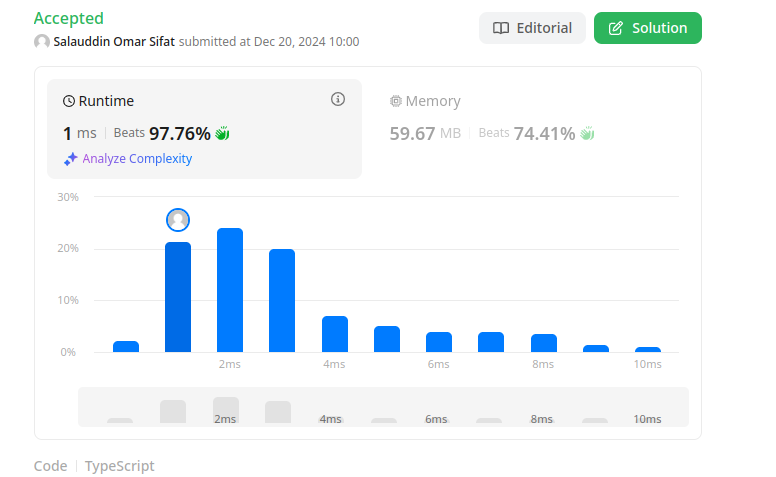 Accepted
Salauddin Omar Sifat submitted at Dec 20, 2024 10:00
Editorial
Solution
Runtime
1 ms Beats 97.76%
Analyze Complexity
Memory
59.67 MB Beats 74.41%
30%
20%
10%
0%
2ms 4ms 6ms 8ms 10ms
2ms 4ms 6ms 8ms 10ms
Code TypeScript